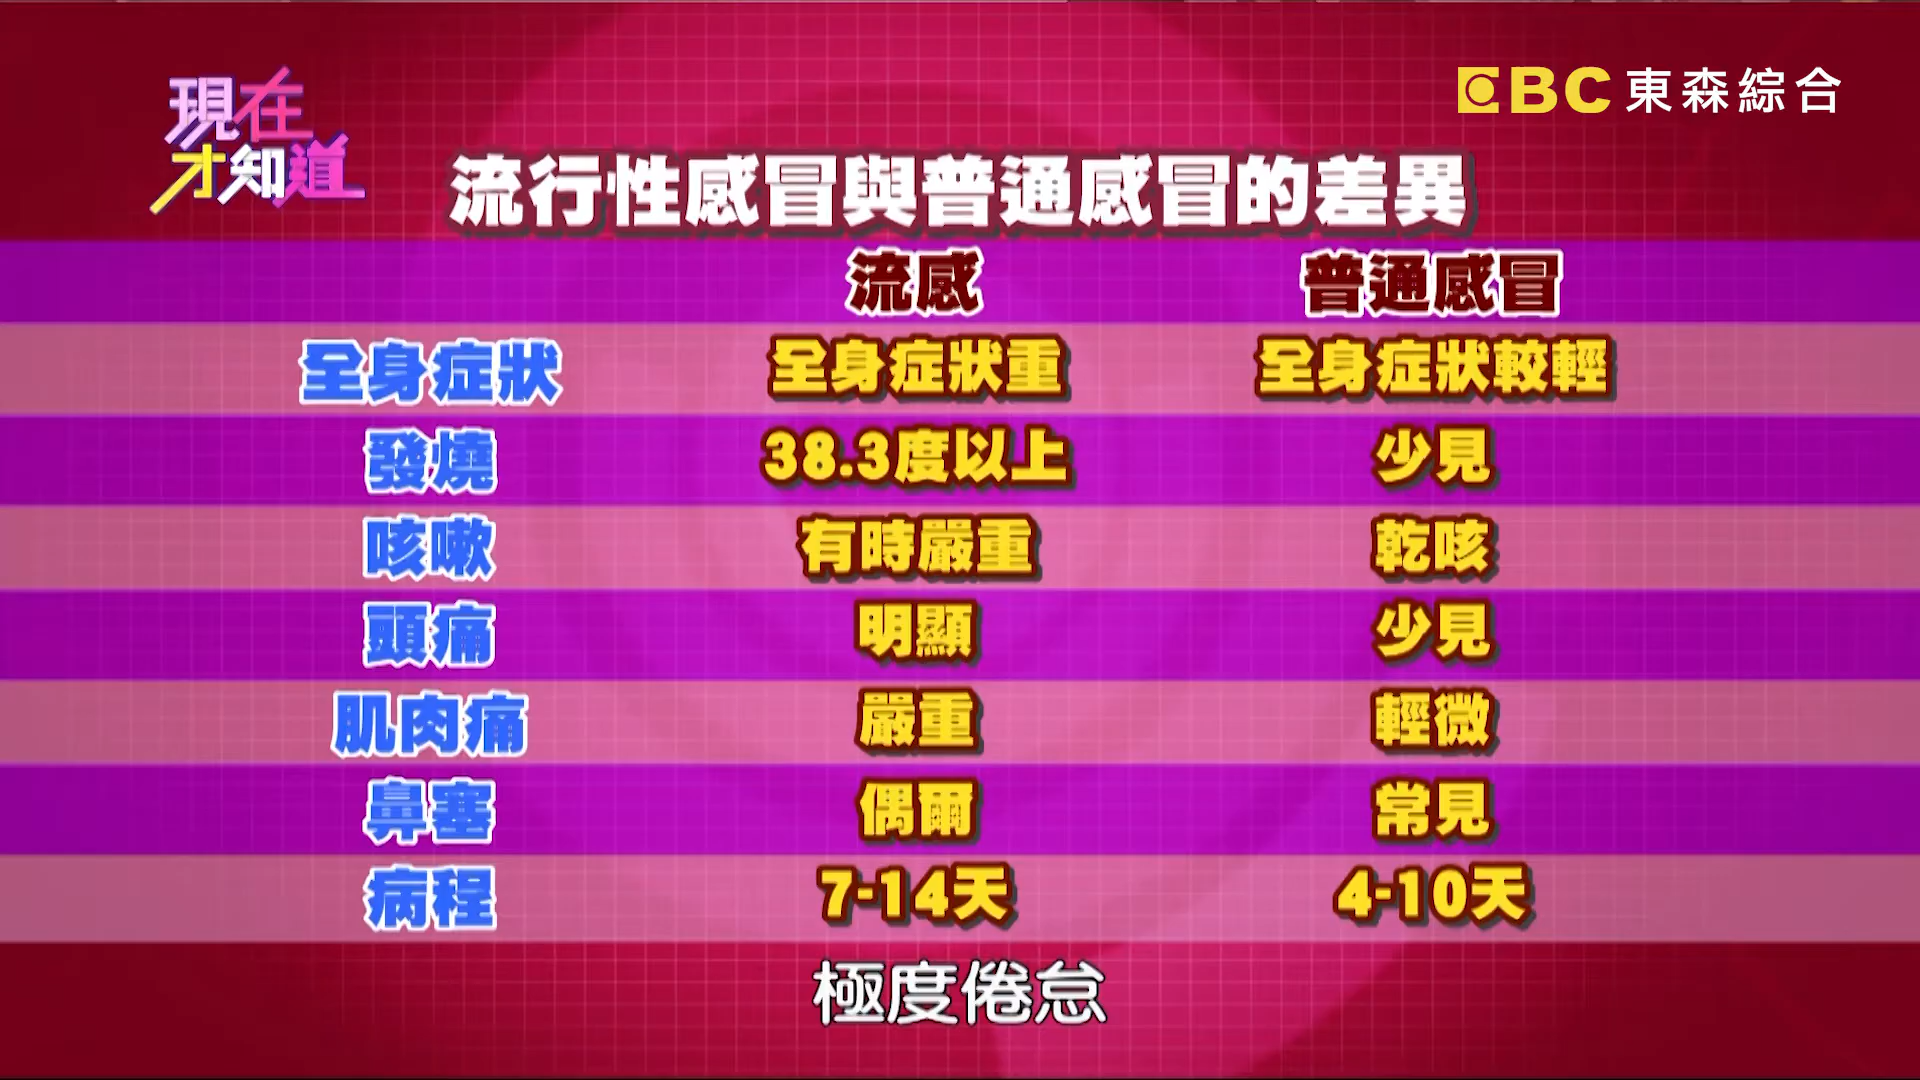 現在
才知道
EBC 東森綜合
流行性感冒與普通感冒的差異
流感 普通感冒
全身症狀 全身症狀重 全身症狀較輕
發燒 38.3度以上 少見
咳嗽 有時嚴重 乾咳
頭痛 明顯 少見
肌肉痛 嚴重 輕微
鼻塞 偶爾 常見
病程 7-14天 4-10天
極度倦怠